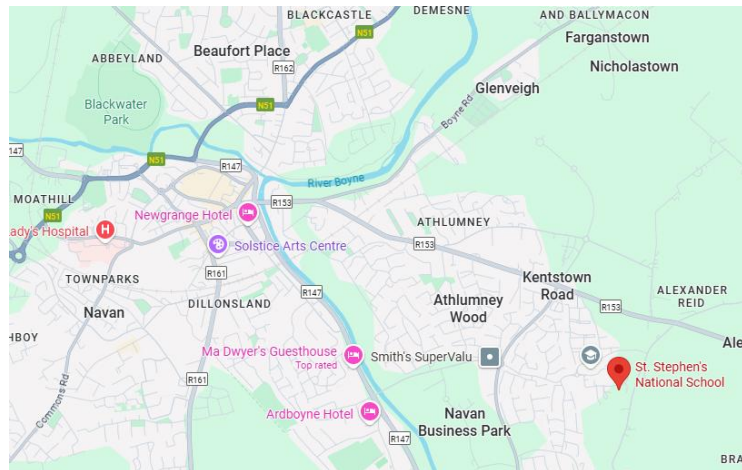 BLACKCASTLE
DEMESNE
AND BALLYMACON
N51
Beaufort Place
Farganstown
ABBEYLAND
R162
Nicholastown
Glenveigh
Blackwater
Park
N51
Boyne Rd
147
N51
R147
River Boyne
MOATHILL
R153
N51
Newgrange Hotel
ATHLUMNEY
ady's Hospital
H
Solstice Arts Centre
R153
TOWNPARKS
R161
Kentstown
Road
R147
ALEXANDER
REID
DILLONSLAND
Athlumney
Wood
R153
Navan
HBOY
Ale
Ma Dwyer's Guesthouse
Top rated
Smith's SuperValu
St. Stephen's
National School
R161
Commons Rd
Ardboyne Hotel
Navan
Business Park
R147
BRA